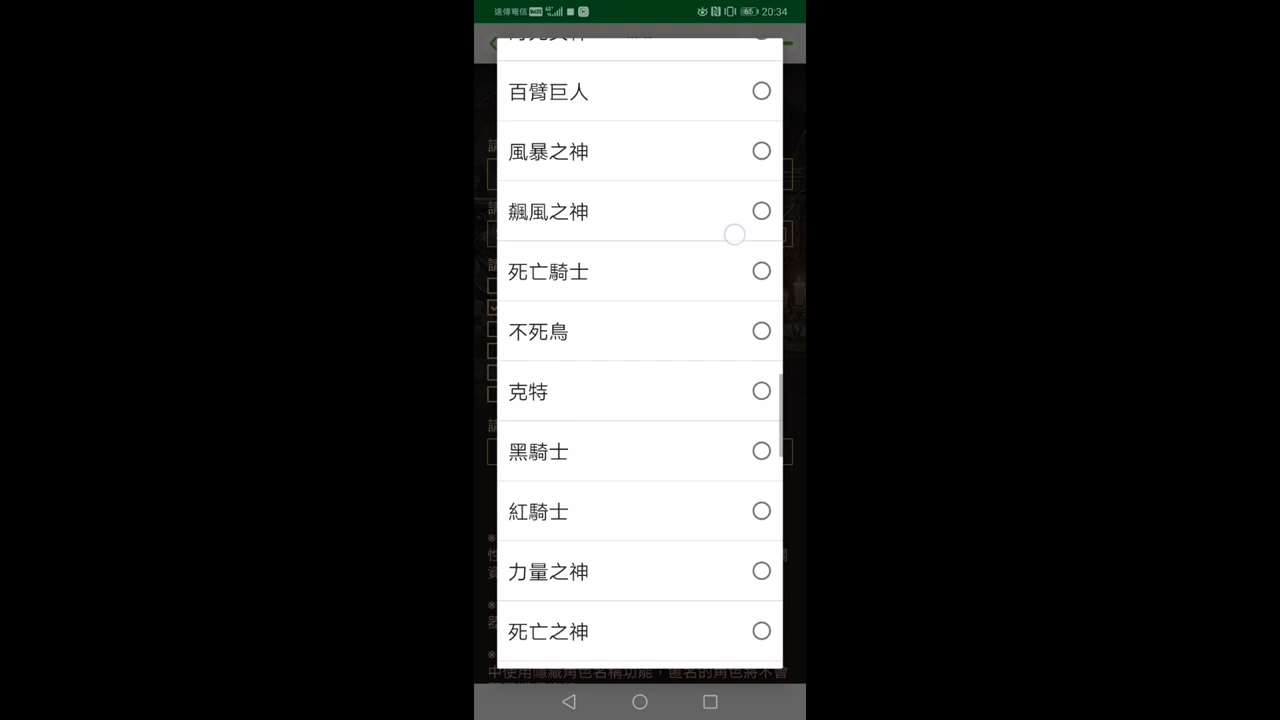 遠傳電信 VoLTE 4G 65 20:34
百臂巨人
風暴之神
飆風之神
死亡騎士
不死鳥
克特
黑騎士
紅騎士
力量之神
死亡之神
中使用隱藏角色名稱功能，匿名的角色將不會